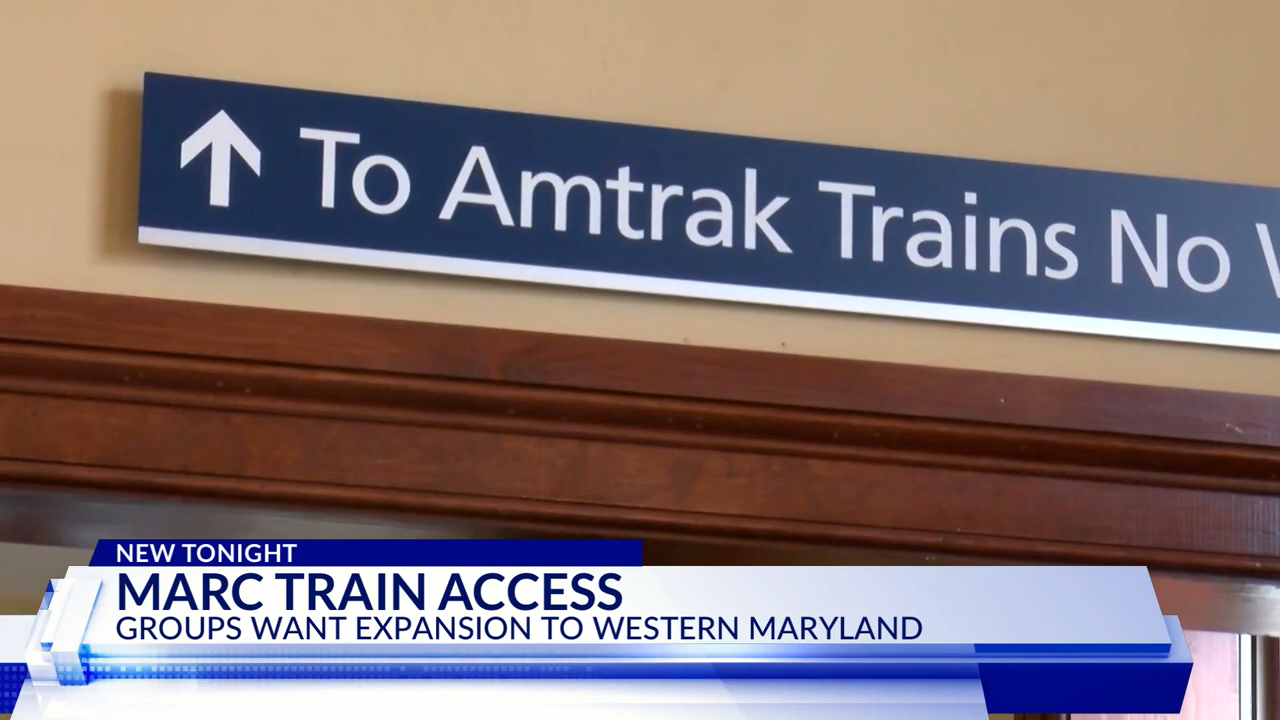 To Amtrak Trains No
NEW TONIGHT
MARC TRAIN ACCESS
GROUPS WANT EXPANSION TO WESTERN MARYLAND